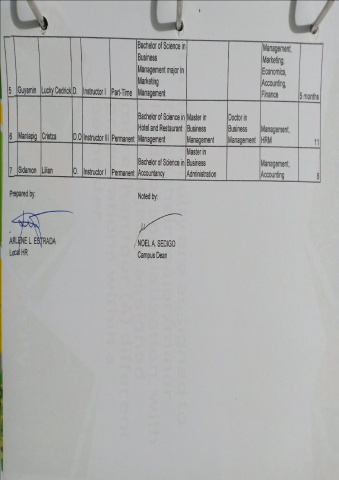 5 Guyamin Lucky Cedrick D. Instructor I Part-Time Bachelor of Science in Business Management major in Marketing Management Management, Marketing, Economics, Accounting, Finance 5 months
6 Manlapig Cristza D.O Instructor III Permanent Bachelor of Science in Hotel and Restaurant Management Master in Business Management Doctor in Business Management Management, HRM 11
7 Sidamon Lilian O. Instructor I Permanent Bachelor of Science in Accountancy Master in Business Administration Management, Accounting 8
Prepared by: Noted by:
ARLENE L. ESTRADA NOEL A. SEDIGO
Local HR Campus Dean